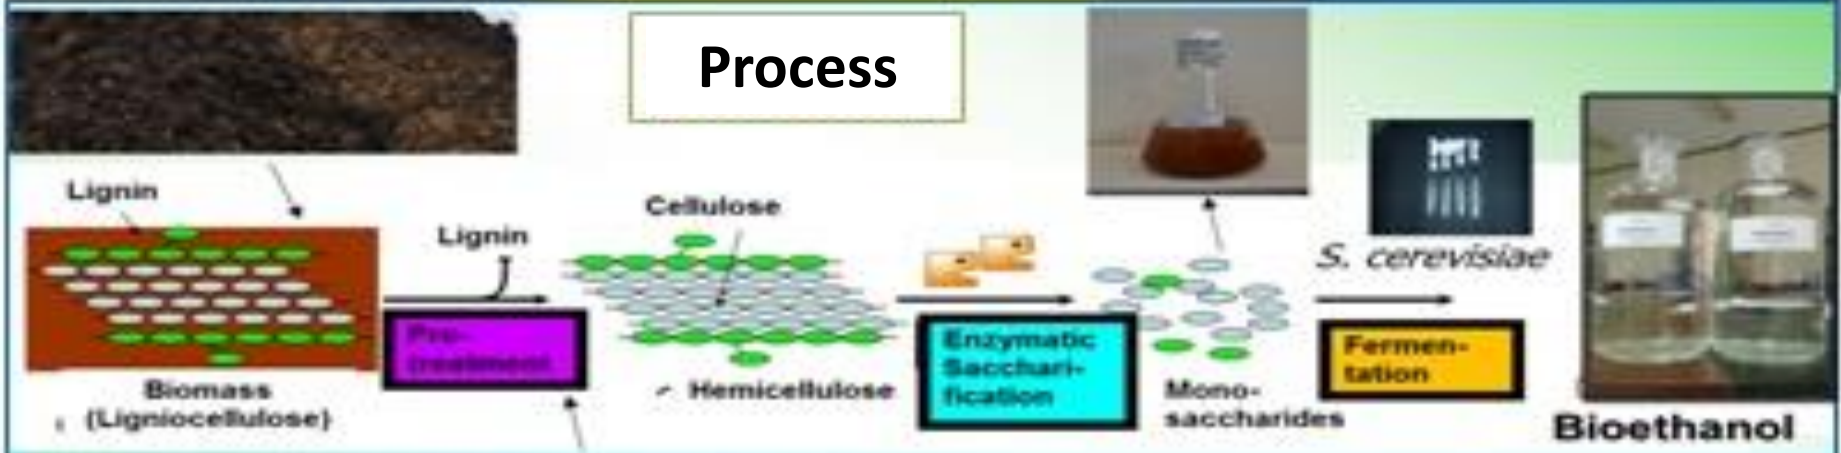 Process
Lignin
Biomass
(Ligniocellulose)
Lignin
Pre-
treatment
Cellulose
Hemicellulose
Enzymatic
Sacchari-
fication
Mono-
saccharides
S. cerevisiae
Fermen-
tation
Bioethanol